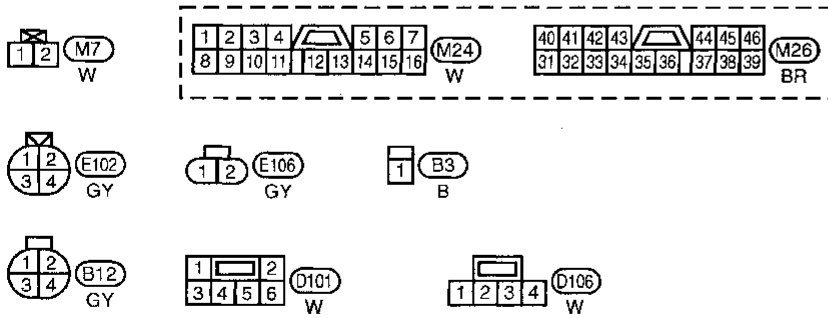 1 2 M7
W
1 2 3 4 5 6 7
8 9 10 11 12 13 14 15 16
M24
W
40 41 42 43 44 45 46
31 32 33 34 35 36 37 38 39
M26
BR
1 2
3 4
E102
GY
1 2 E106
GY
1 B3
B
1 2
3 4
B12
GY
1 2
3 4 5 6
D101
W
1 2 3 4
D106
W